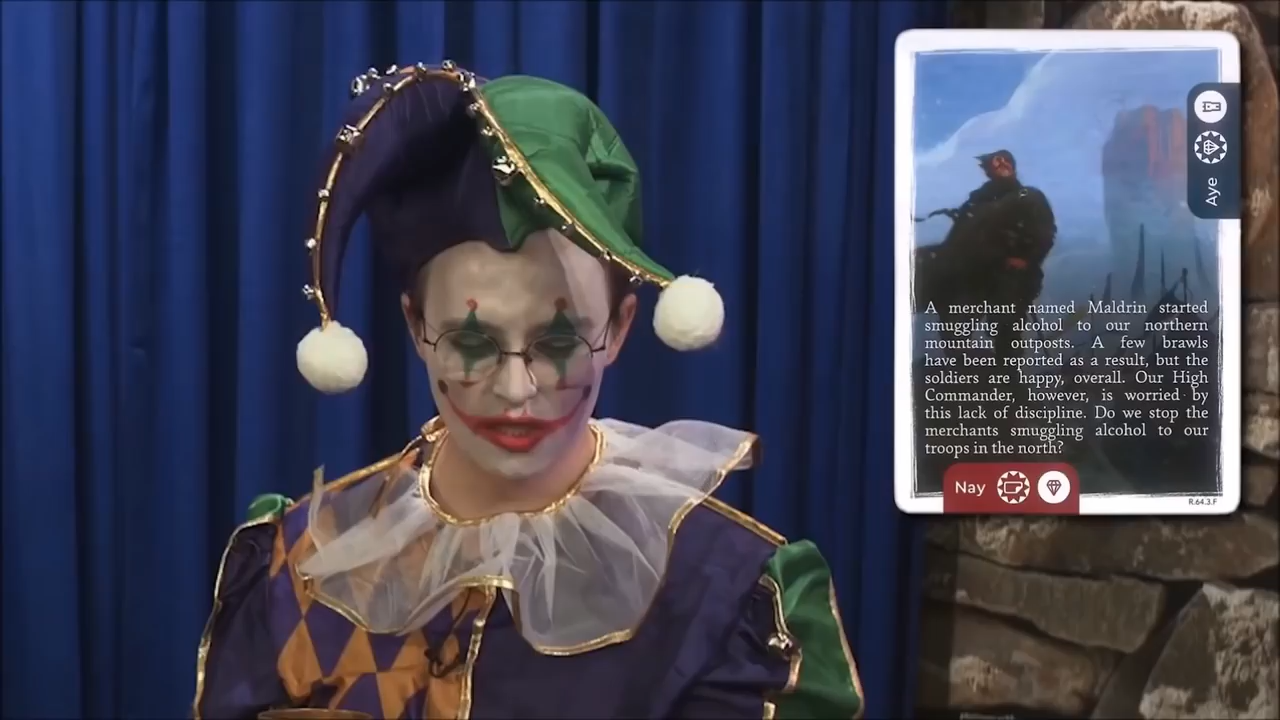 Aye
A merchant named Maldrin started
smuggling alcohol to our northern
mountain outposts. A few brawls
have been reported as a result, but the
soldiers are happy, overall. Our High
Commander, however, is worried by
this lack of discipline. Do we stop the
merchants smuggling alcohol to our
troops in the north?
Nay
R.64.3.F